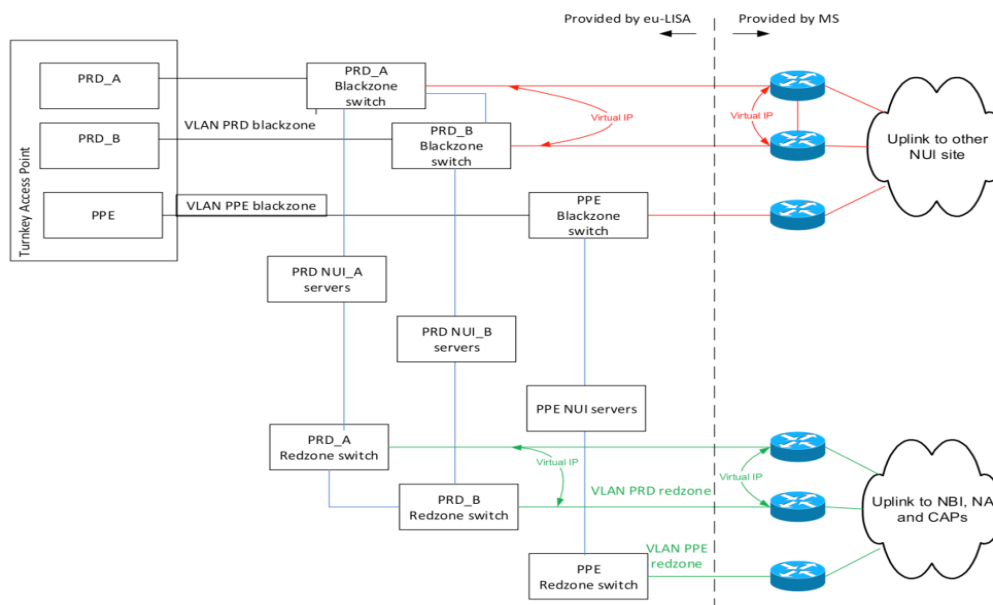 Provided by eu-LISA
Provided by MS
Turnkey Access Point
PRD_A
PRD_B
PPE
VLAN PRD blackzone
VLAN PPE blackzone
PRD_A
Blackzone
switch
PRD_B
Blackzone
switch
PPE
Blackzone
switch
Virtual IP
Virtual IP
Uplink to other
NUI site
PRD NUI_A
servers
PRD NUI_B
servers
PPE NUI servers
PRD_A
Redzone switch
PRD_B
Redzone switch
PPE
Redzone switch
Virtual IP
Virtual IP
VLAN PRD redzone
VLAN PPE
redzone
Uplink to NBI, NA
and CAPs